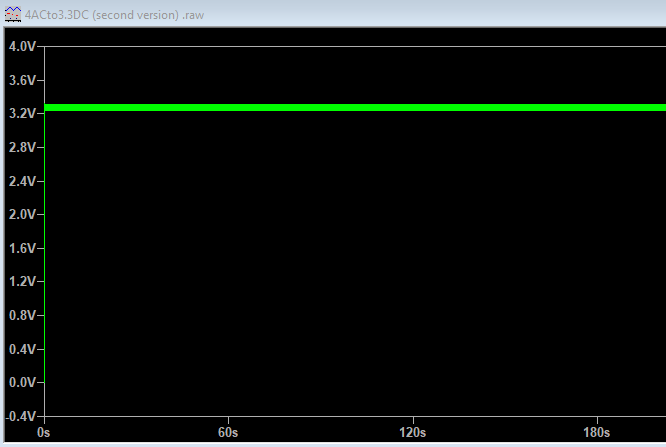 4ACto3.3DC (second version) .raw
4.0V
3.6V
3.2V
2.8V
2.4V
2.0V
1.6V
1.2V
0.8V
0.4V
0.0V
-0.4V
0s 60s 120s 180s